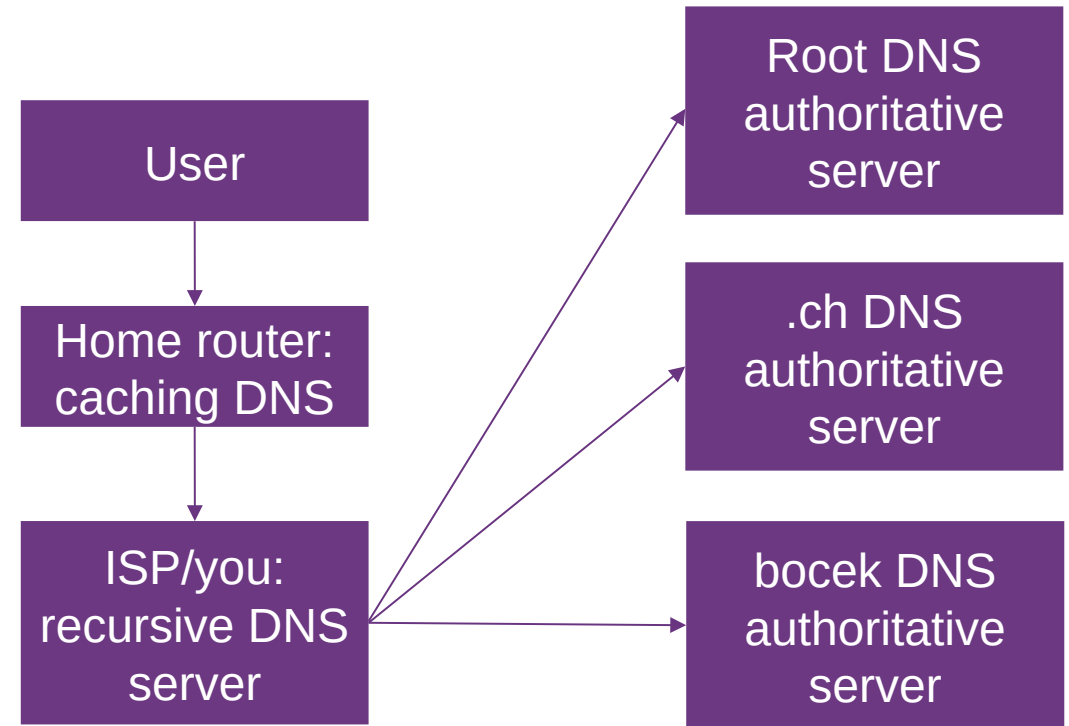 User
Home router:
caching DNS
ISP/you:
recursive DNS
server
Root DNS
authoritative
server
.ch DNS
authoritative
server
bocek DNS
authoritative
server